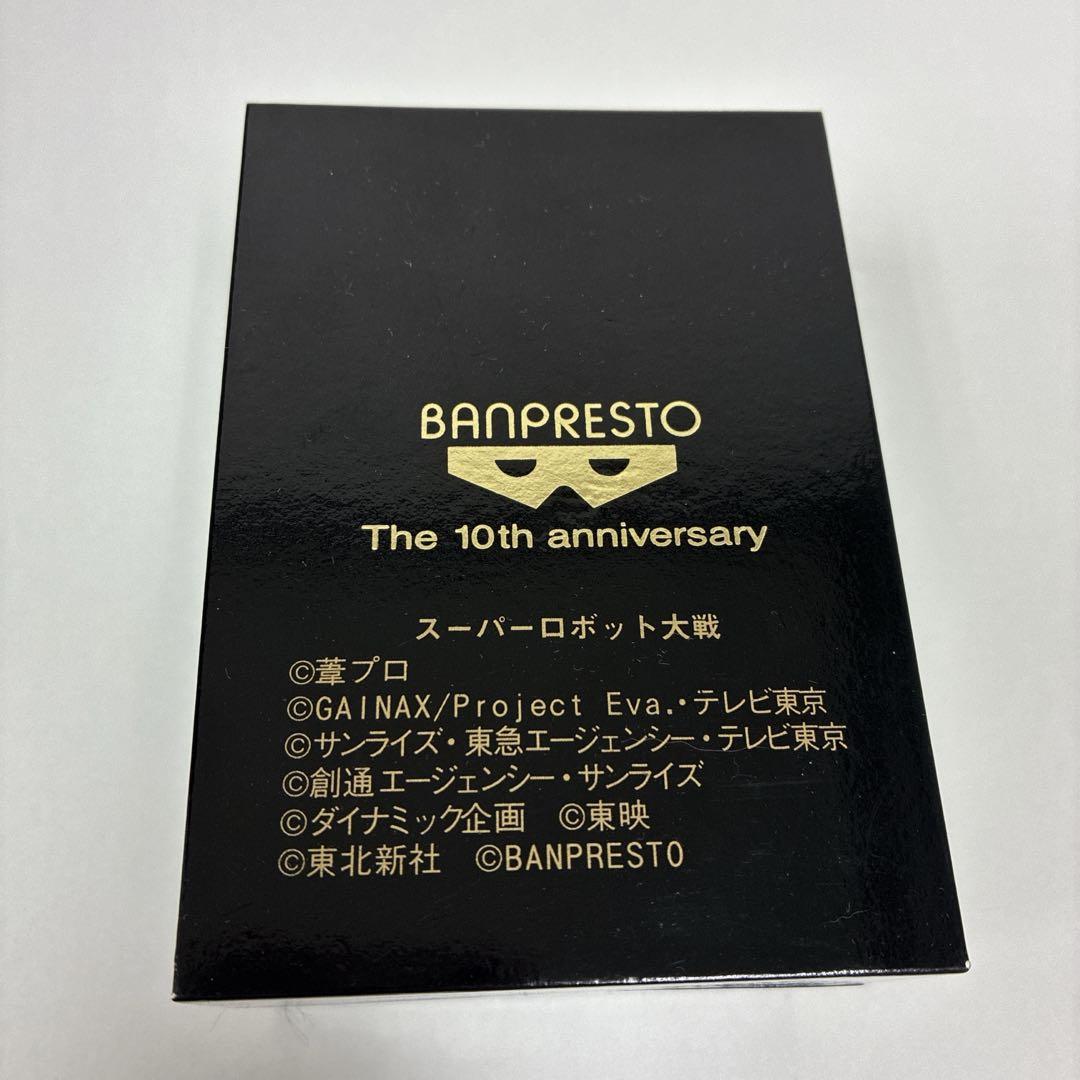 BANPRESTO
The 10th anniversary
スーパーロボット大戦
©葦プロ
©GAINAX/Project Eva.・テレビ東京
©サンライズ・東急エージェンシー・テレビ東京
©創通エージェンシー・サンライズ
©ダイナミック企画　©東映
©東北新社　©BANPRESTO